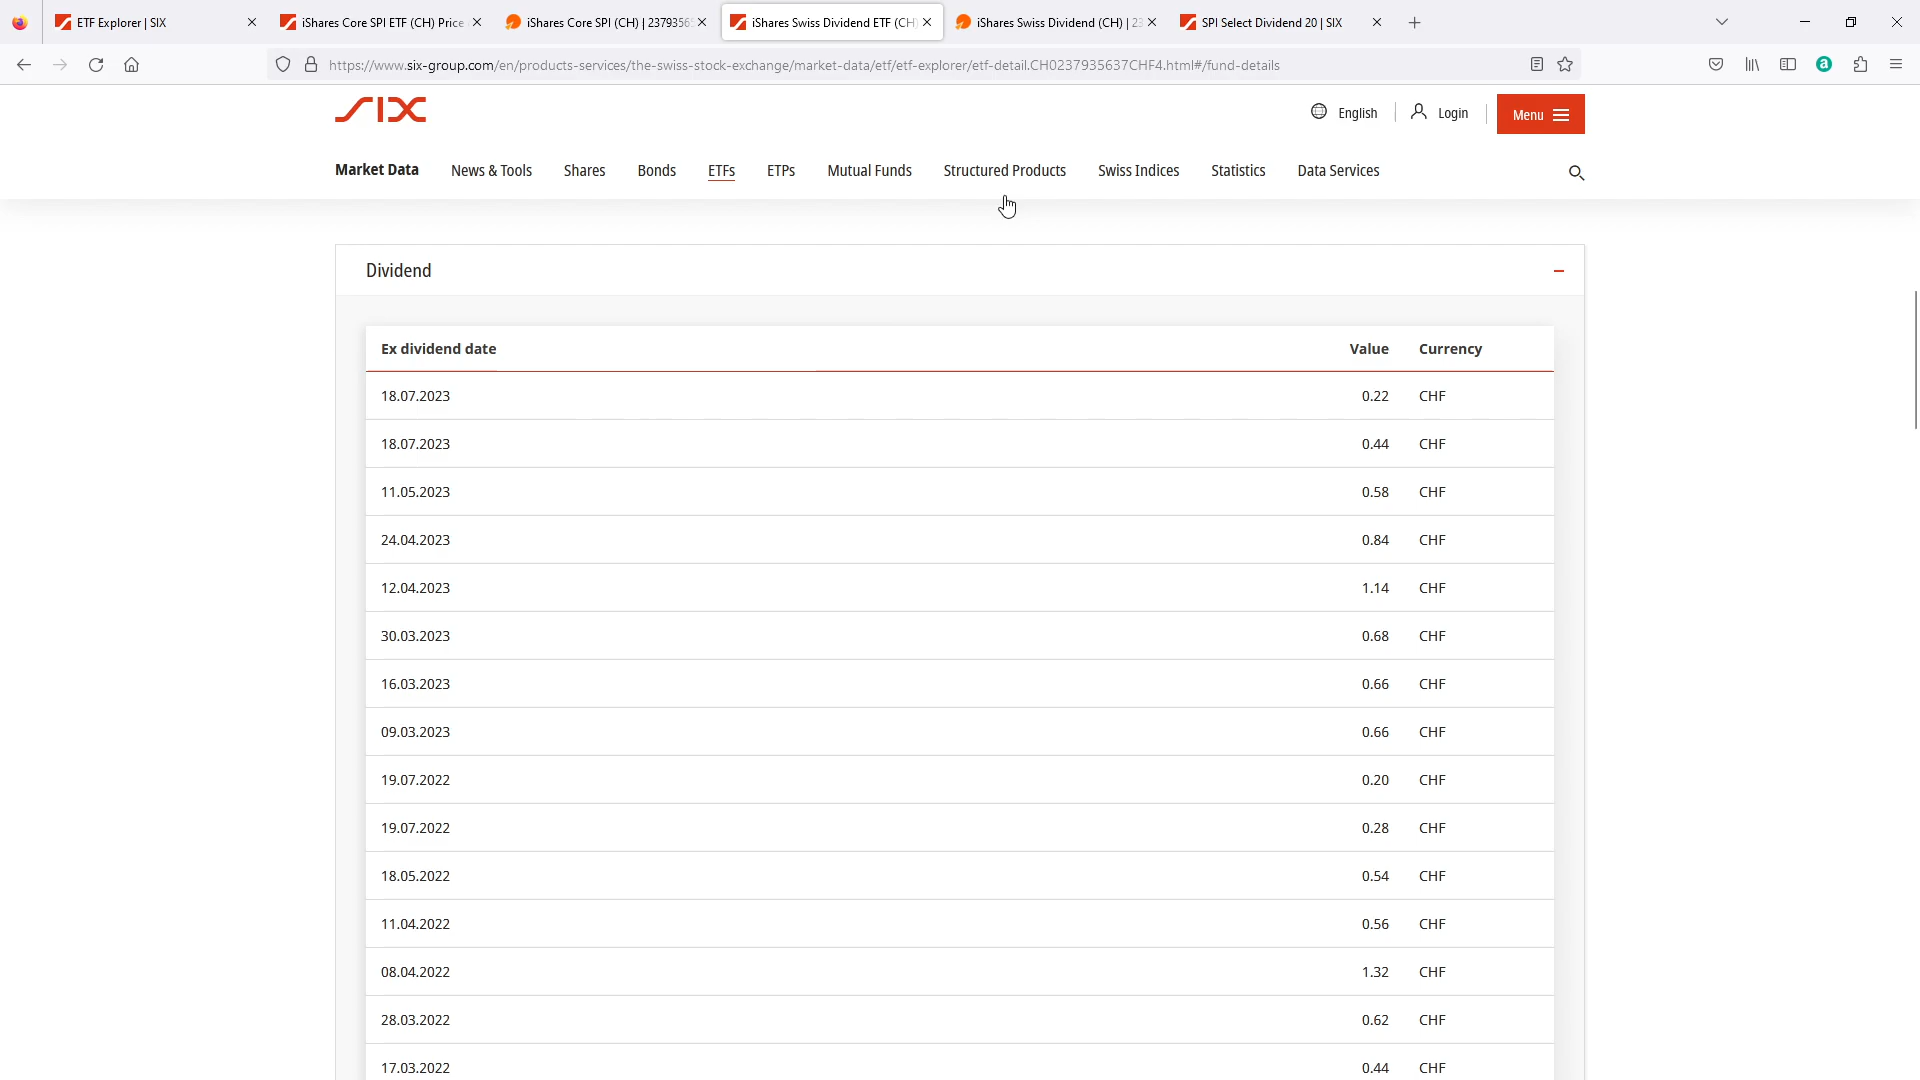 ETF Explorer | SIX
iShares Core SPI ETF (CH) Price
iShares Core SPI (CH) | 2379356
iShares Swiss Dividend ETF (CH
iShares Swiss Dividend (CH) | 23
SPI Select Dividend 20 | SIX
https://www.six-group.com/en/products-services/the-swiss-stock-exchange/market-data/etf/etf-explorer/etf-detail.CH0237935637CHF4.html#/fund-details
SIX
English
Login
Menu
Market Data
News & Tools
Shares
Bonds
ETFs
ETPs
Mutual Funds
Structured Products
Swiss Indices
Statistics
Data Services
Dividend
Ex dividend date Value Currency
18.07.2023 0.22 CHF
18.07.2023 0.44 CHF
11.05.2023 0.58 CHF
24.04.2023 0.84 CHF
12.04.2023 1.14 CHF
30.03.2023 0.68 CHF
16.03.2023 0.66 CHF
09.03.2023 0.66 CHF
19.07.2022 0.20 CHF
19.07.2022 0.28 CHF
18.05.2022 0.54 CHF
11.04.2022 0.56 CHF
08.04.2022 1.32 CHF
28.03.2022 0.62 CHF
17.03.2022 0.44 CHF